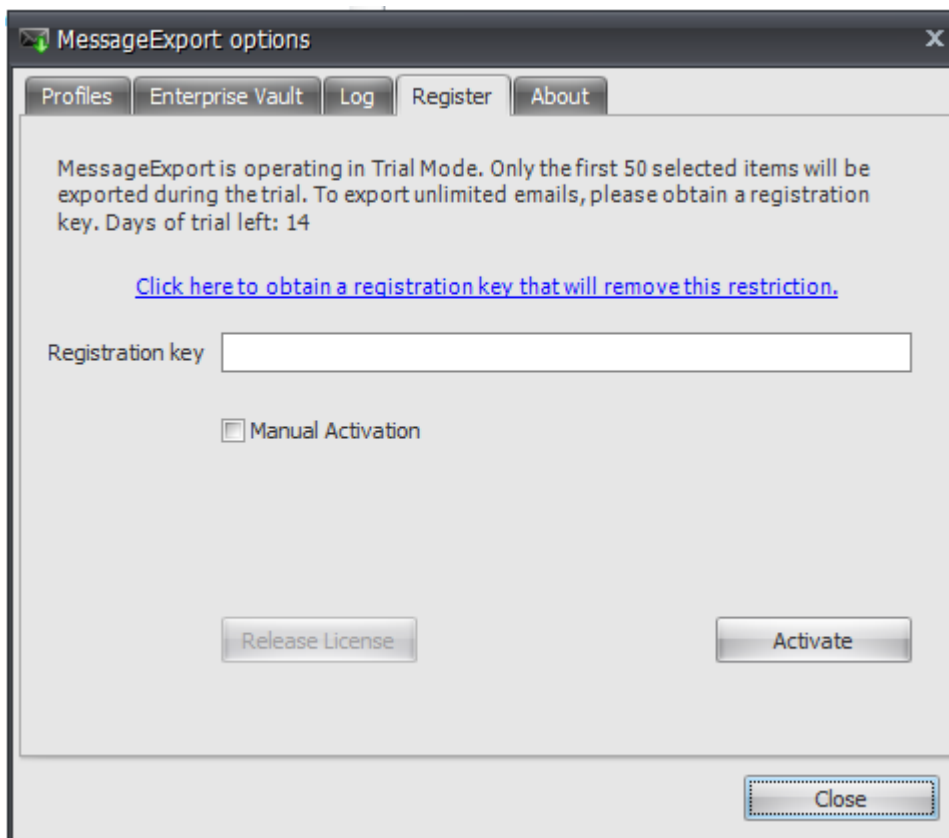 MessageExport options
x
Profiles Enterprise Vault Log Register About
MessageExport is operating in Trial Mode. Only the first 50 selected items will be
exported during the trial. To export unlimited emails, please obtain a registration
key. Days of trial left: 14
Click here to obtain a registration key that will remove this restriction.
Registration key
Manual Activation
Release License Activate
Close